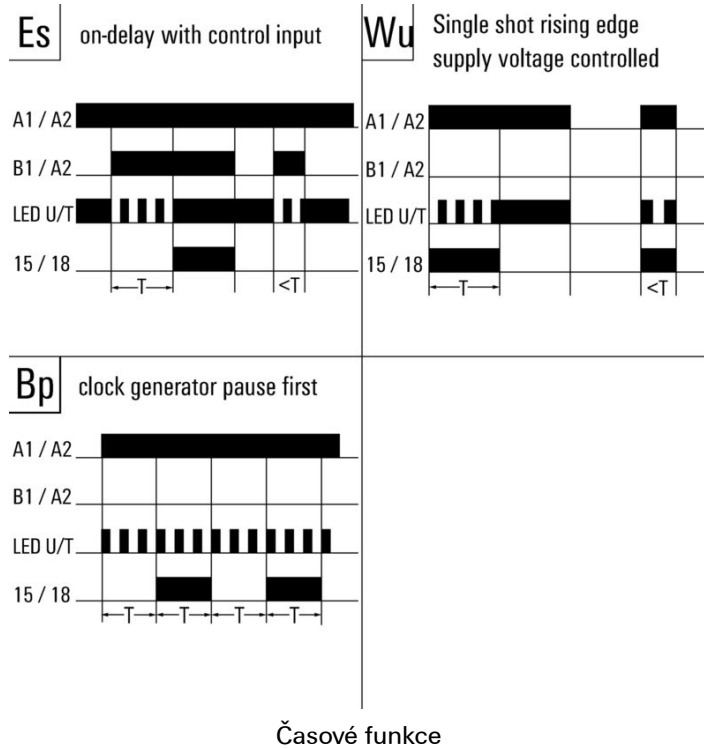 Es on-delay with control input
A1 / A2
B1 / A2
LED U/T
15 / 18
T <T
Wu Single shot rising edge
supply voltage controlled
A1 / A2
B1 / A2
LED U/T
15 / 18
T <T
Bp clock generator pause first
A1 / A2
B1 / A2
LED U/T
15 / 18
T T T T
Časové funkce